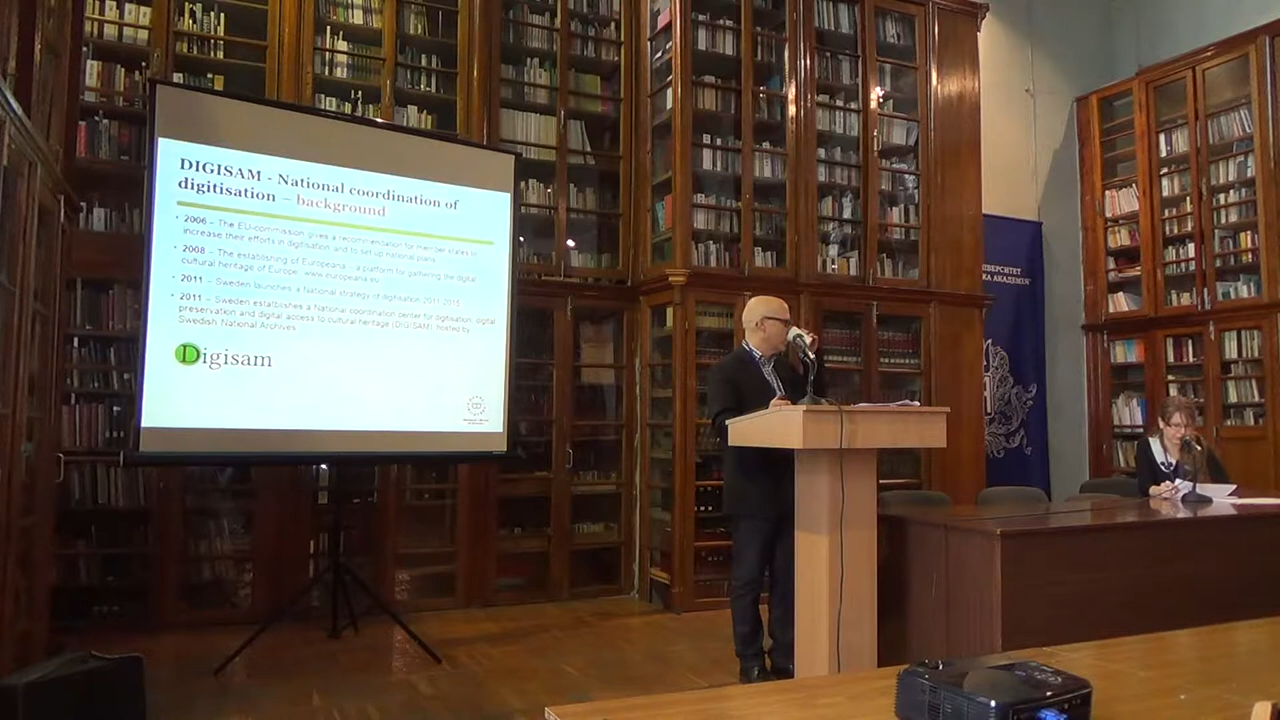 DIGISAM - National coordination of
digitisation – background
• 2006 – The EU-commission gives a recommendation for member states to
increase their efforts in digitisation and to set up national plans
• 2008 – The establishing of Europeana – a platform for gathering the digital
cultural heritage of Europe: www.europeana.eu
• 2011 – Sweden launches a National strategy of digitisation 2011-2015
• 2011 – Sweden establishes a National coordination center for digitisation, digital
preservation and digital access to cultural heritage (DIGISAM), hosted by
Swedish National Archives
Digisam
АКАДЕМІЯ"